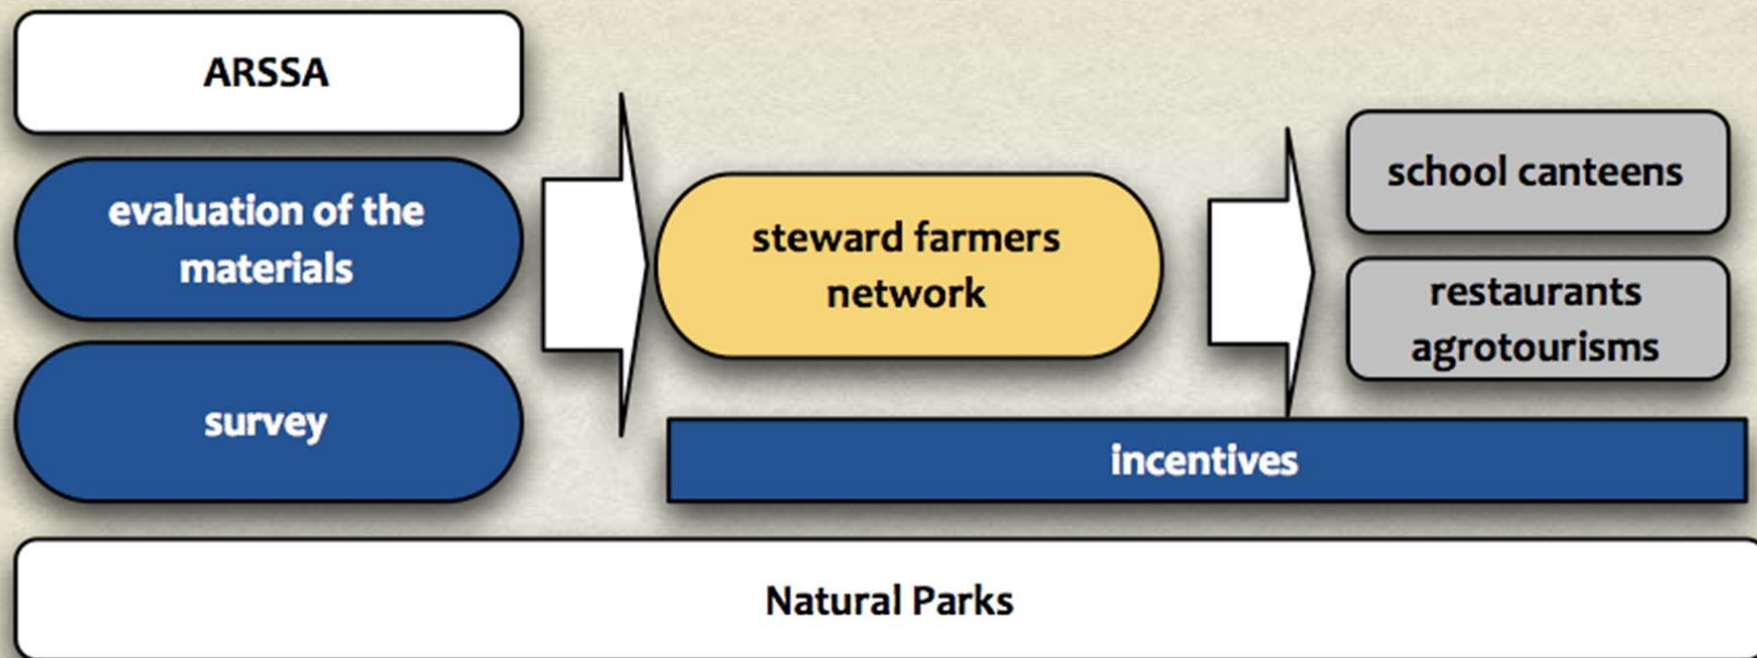 ARSSA
evaluation of the
materials
survey
steward farmers
network
school canteens
restaurants
agrotourisms
incentives
Natural Parks